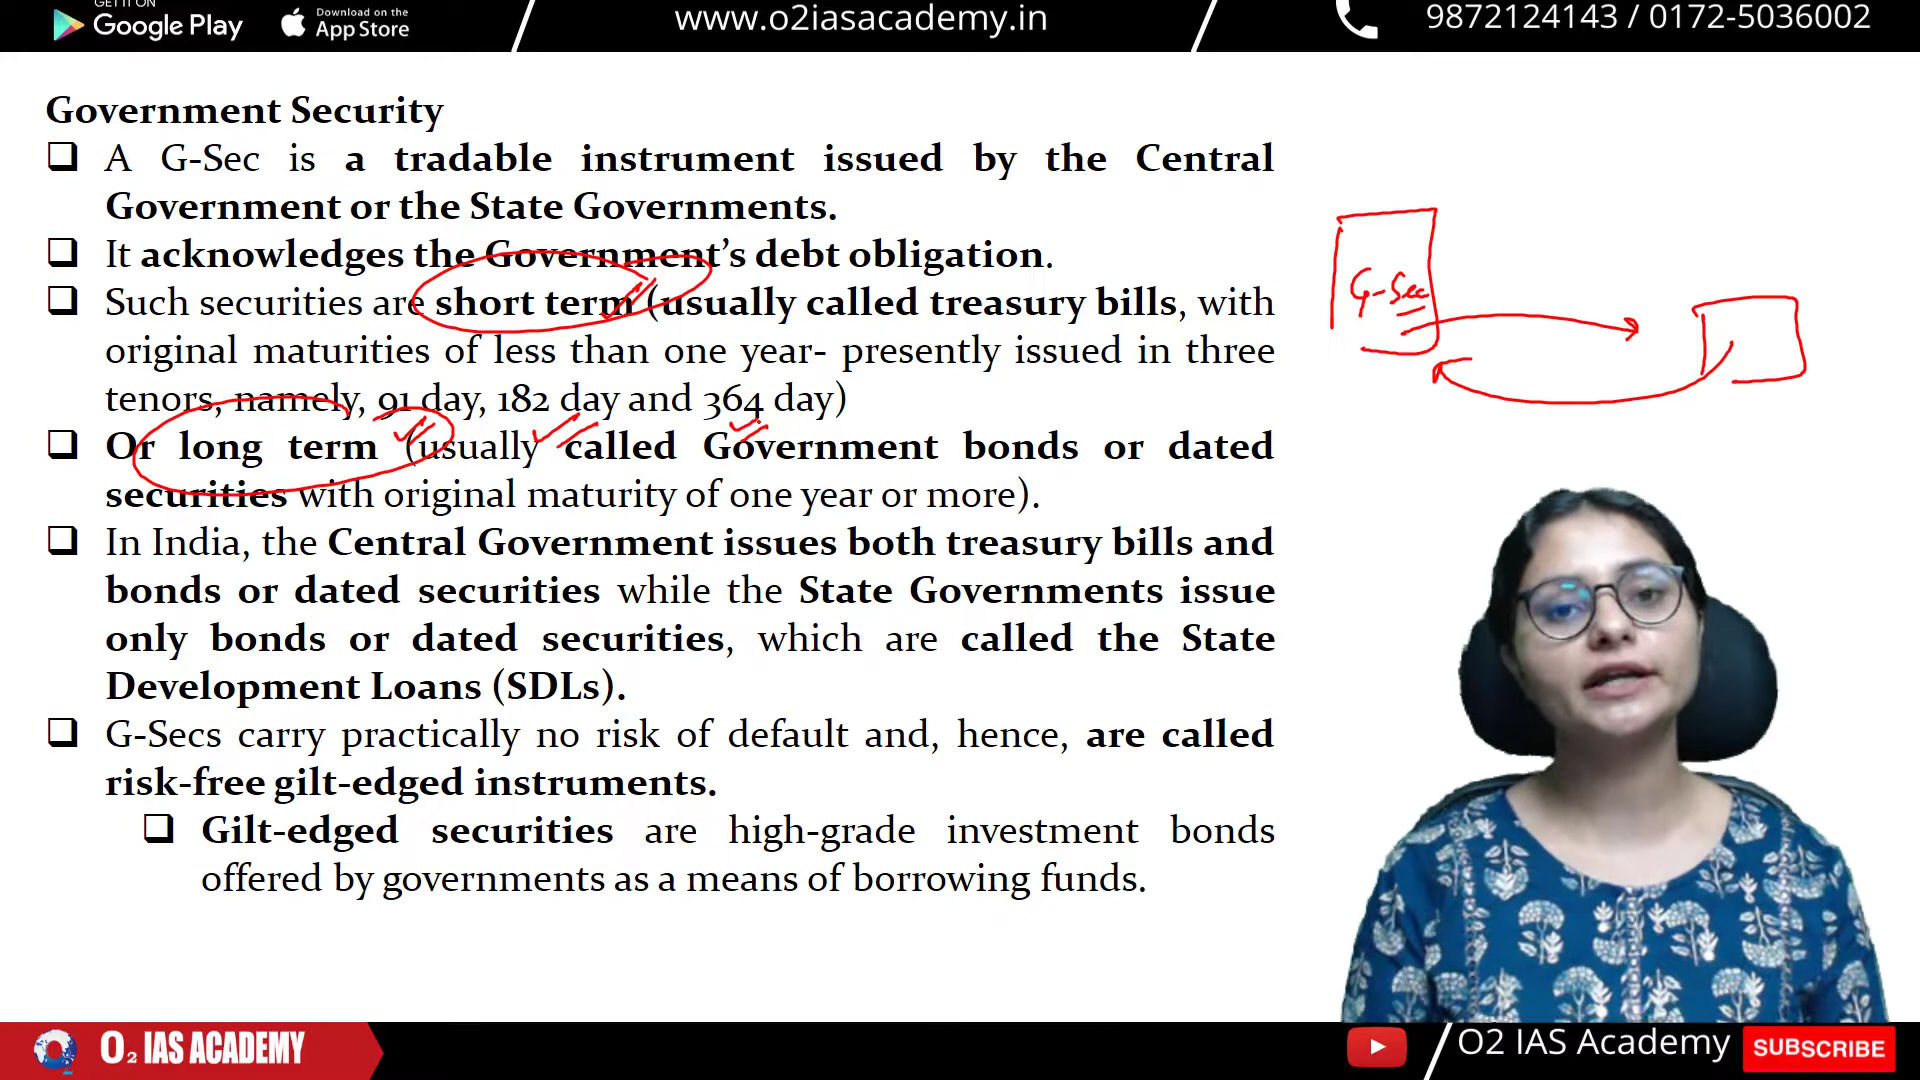 GET IT ON
Google Play
Download on the
App Store
www.o2iasacademy.in
9872124143 / 0172-5036002
Government Security
❑ A G-Sec is a tradable instrument issued by the Central
Government or the State Governments.
❑ It acknowledges the Government’s debt obligation.
❑ Such securities are short term (usually called treasury bills, with
original maturities of less than one year- presently issued in three
tenors, namely, 91 day, 182 day and 364 day)
❑ Or long term (usually called Government bonds or dated
securities with original maturity of one year or more).
❑ In India, the Central Government issues both treasury bills and
bonds or dated securities while the State Governments issue
only bonds or dated securities, which are called the State
Development Loans (SDLs).
❑ G-Secs carry practically no risk of default and, hence, are called
risk-free gilt-edged instruments.
❑ Gilt-edged securities are high-grade investment bonds
offered by governments as a means of borrowing funds.
G-Sec
O2 IAS ACADEMY
O2 IAS Academy
SUBSCRIBE